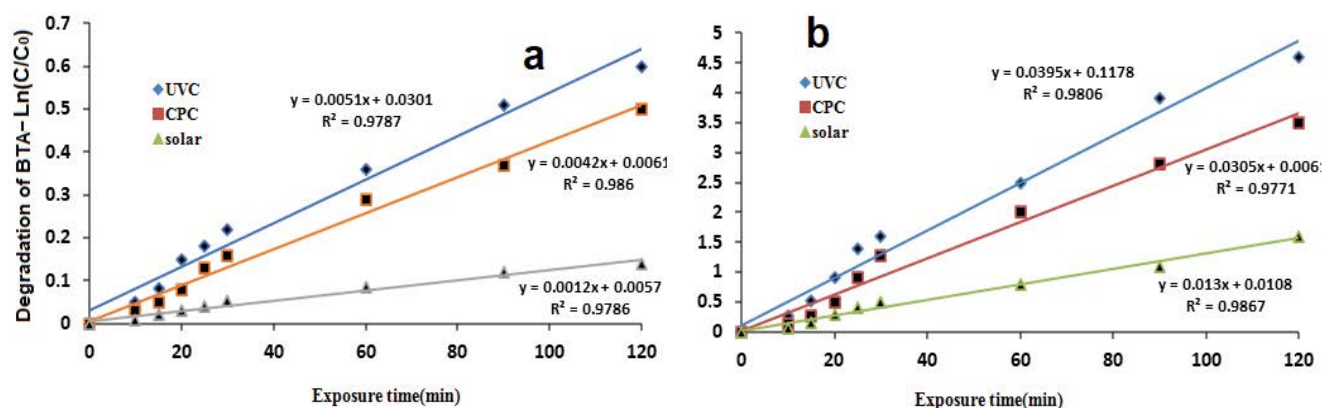 Degradation of BTA– Ln(C/C0)
0.7
0.6
0.5
0.4
0.3
0.2
0.1
0
a
UVC
CPC
solar
y = 0.0051x + 0.0301
R² = 0.9787
y = 0.0042x + 0.0061
R² = 0.986
y = 0.0012x + 0.0057
R² = 0.9786
0 20 40 60 80 100 120
Exposure time(min)
5
4.5
4
3.5
3
2.5
2
1.5
1
0.5
0
b
UVC
CPC
solar
y = 0.0395x + 0.1178
R² = 0.9806
y = 0.0305x + 0.0061
R² = 0.9771
y = 0.013x + 0.0108
R² = 0.9867
0 20 40 60 80 100 120
Exposure time(min)